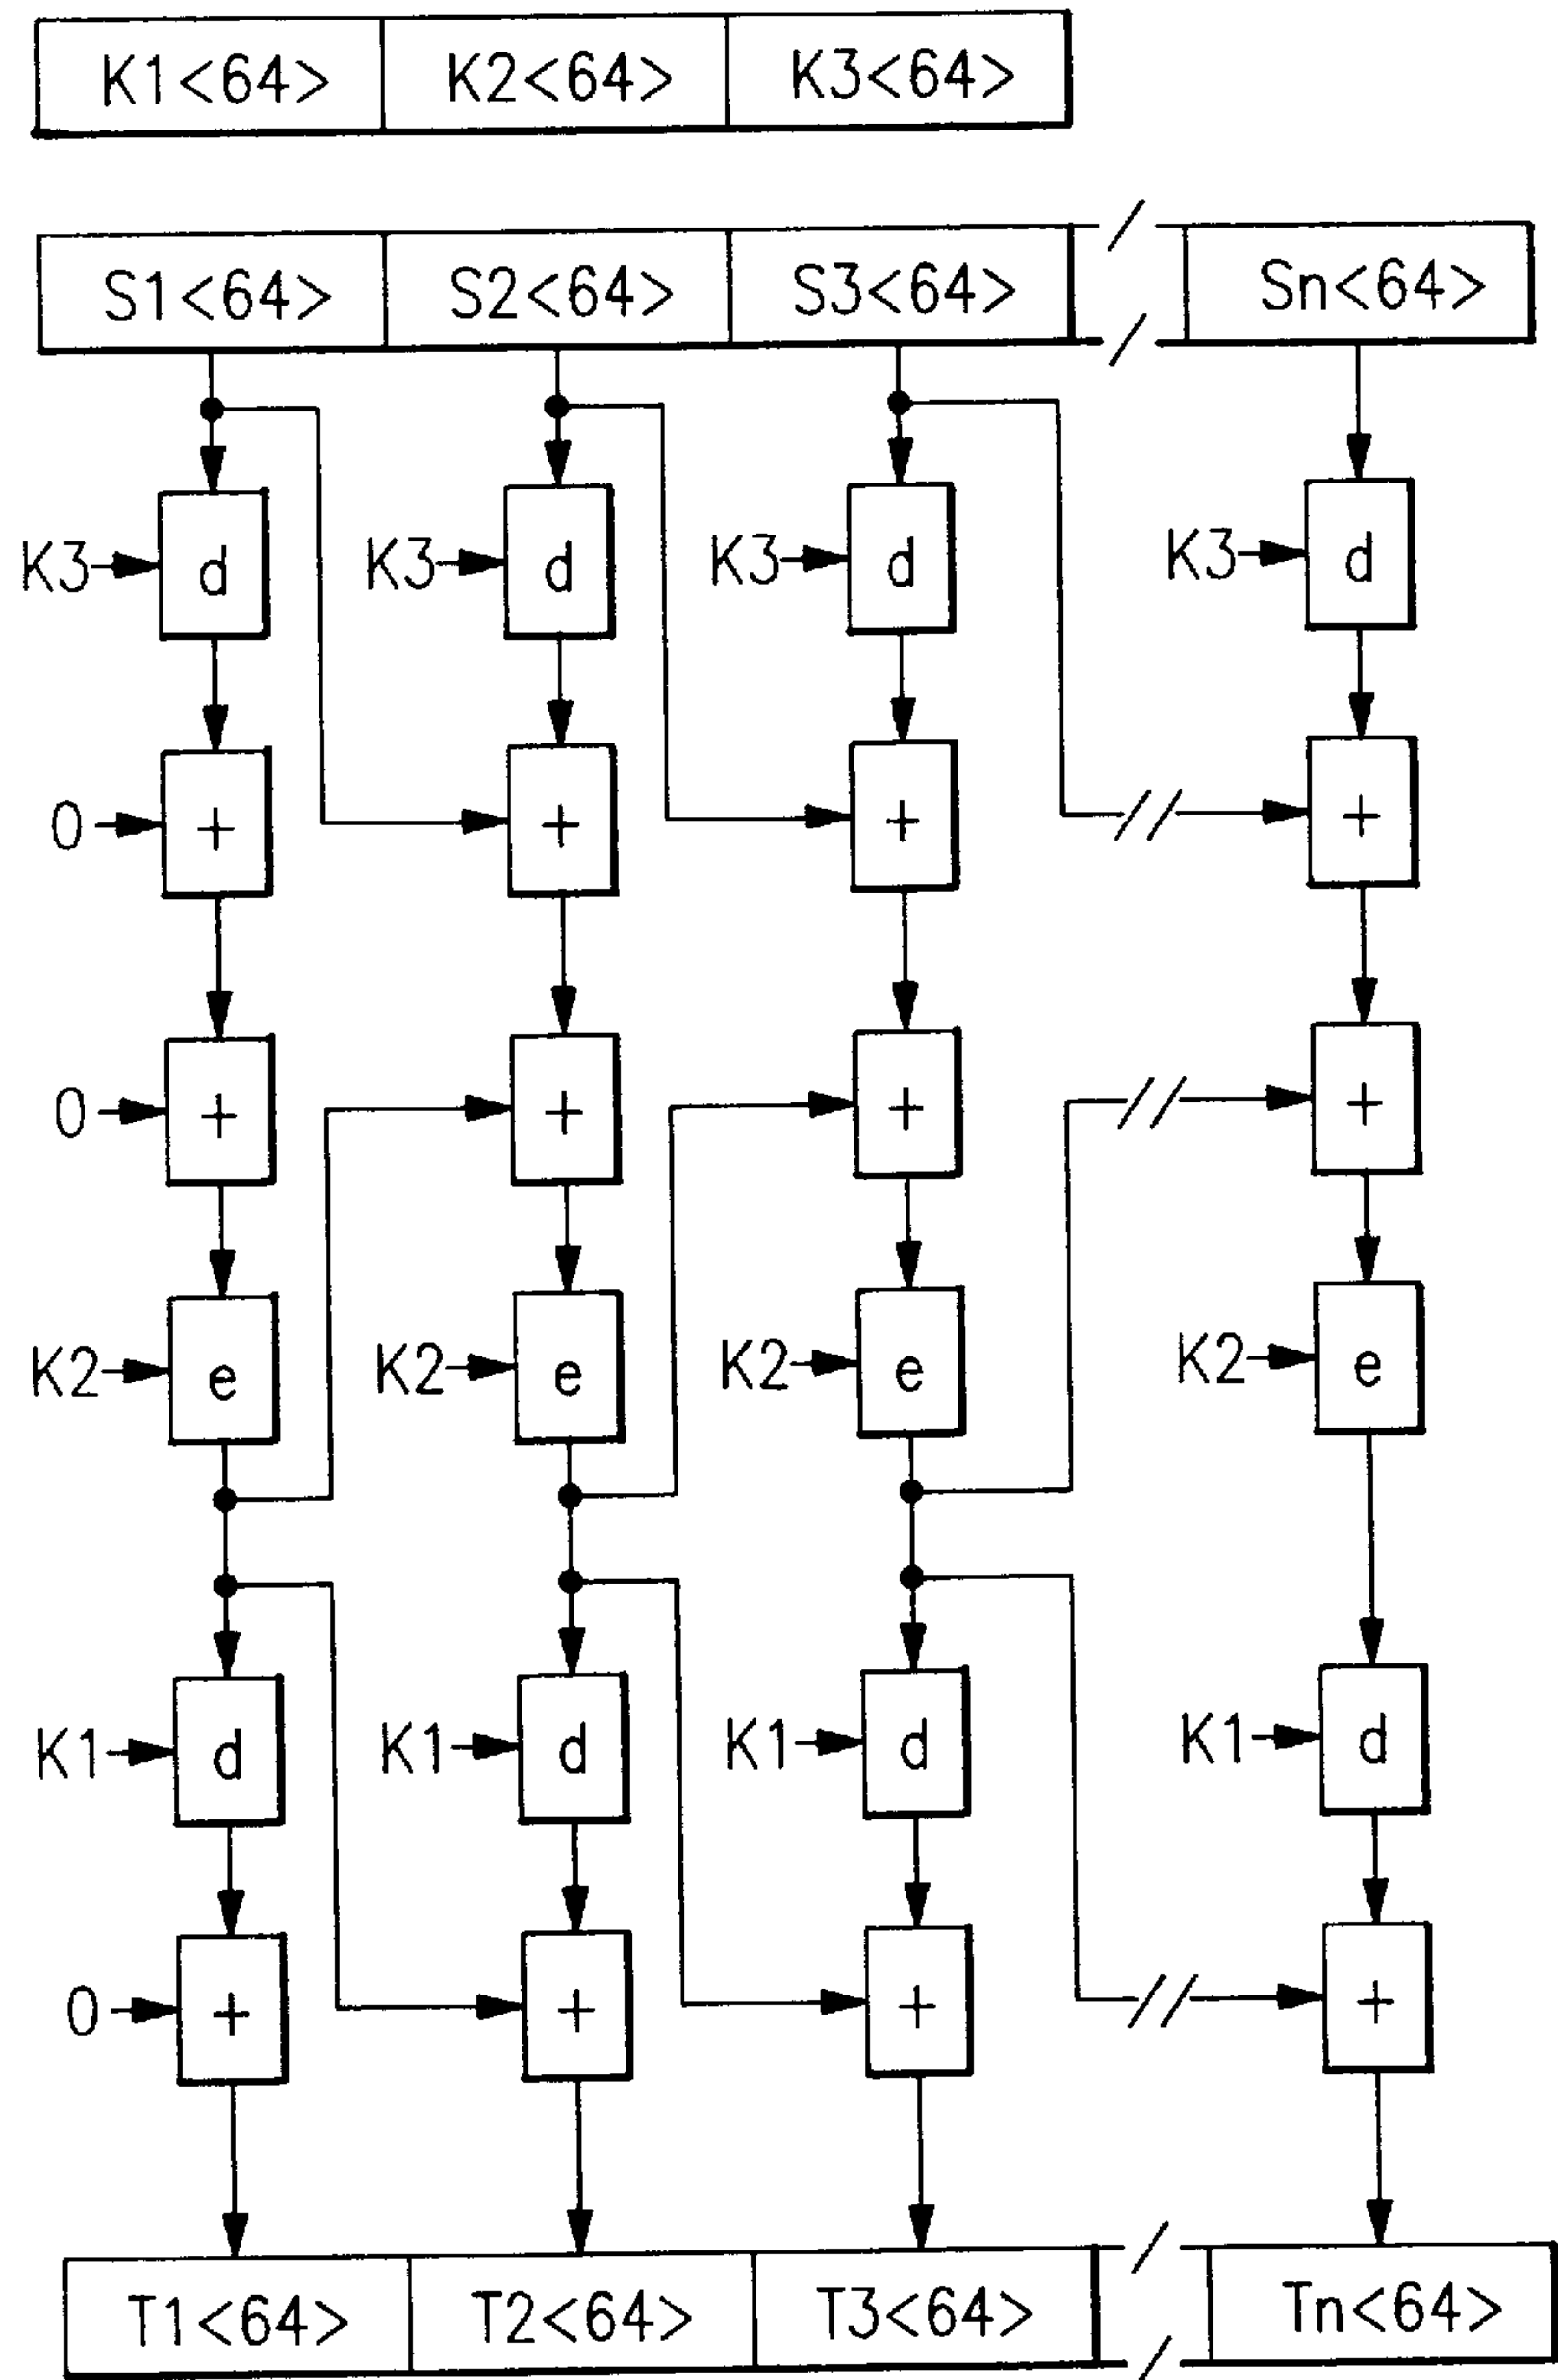 K1<64> K2<64> K3<64>
S1<64> S2<64> S3<64> Sn<64>
K3 d K3 d K3 d K3 d
0 + + + +
0 + + + +
K2 e K2 e K2 e K2 e
K1 d K1 d K1 d K1 d
0 + + + +
T1<64> T2<64> T3<64> Tn<64>